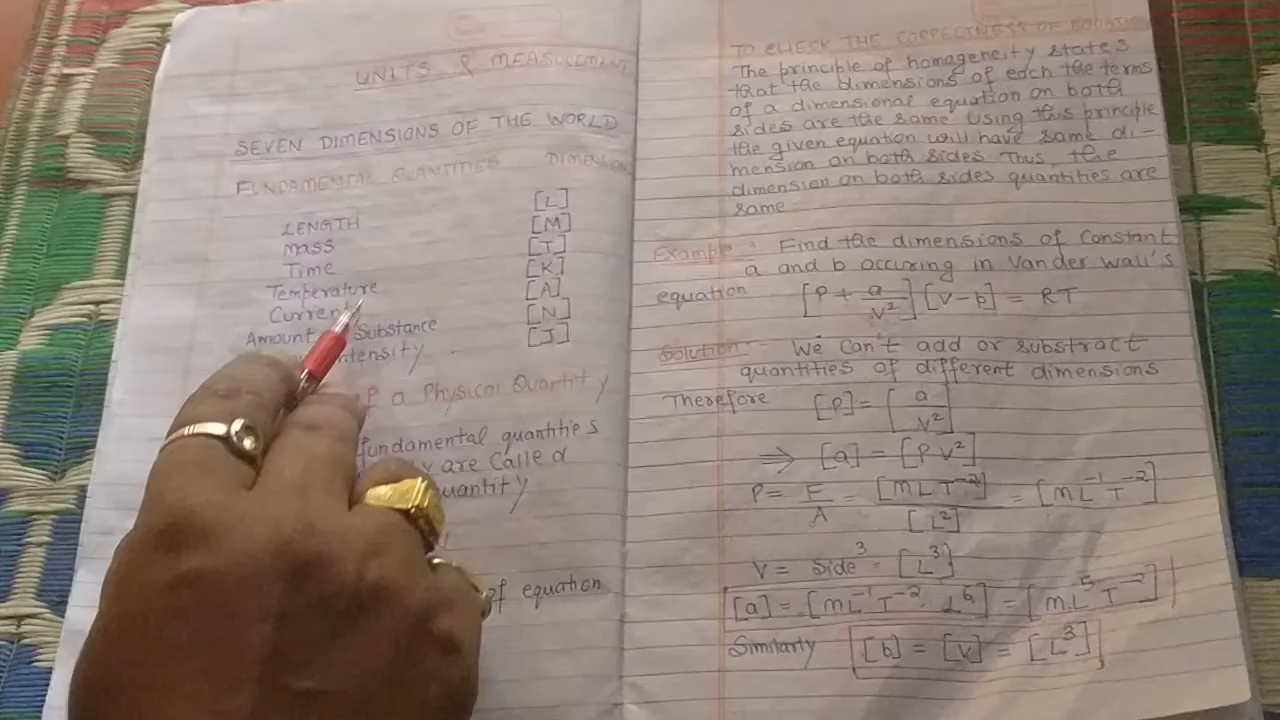 UNITS & MEASUREMENT
SEVEN DIMENSIONS OF THE WORLD
FUNDAMENTAL QUANTITIES DIMENSION
LENGTH [L]
Mass [M]
Time [T]
Temperature [K]
Current [A]
Amount Substance [N]
ntensity [J]
a Physical Quantity
fundamental quantities
are called
uantity
of equation
TO CHECK THE CORRECTNESS OF EQUATION
The principle of homageneity states
that the dimensions of each the terms
of a dimensional equation on both
sides are the same Using this principle
the given equation will have same di-
mension on both sides Thus, the
dimension on both sides quantities are
same
Example : Find the dimensions of Constant
a and b occuring in Vander Wall's
equation [P + a/V²] [V-b] = RT
Solution :- We can't add or substract
quantities of different dimensions
Therefore [P] = [a/V²]
⇒ [a] = [PV²]
P = F/A = [MLT⁻²]/[L²] = [ML⁻¹T⁻²]
V = Side³ = [L³]
[a] = [ML⁻¹T⁻². L⁶] = [ML⁵T⁻²]
Similarly [b] = [V] = [L³]